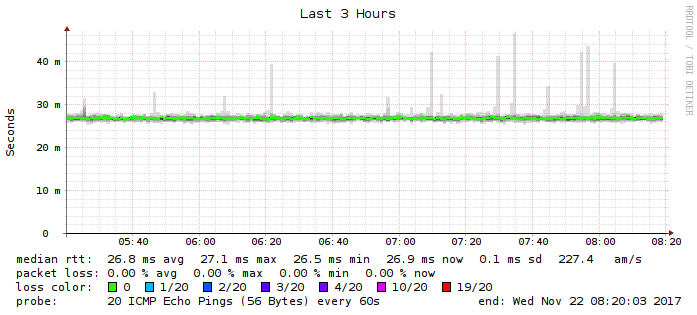 Last 3 Hours
RRDTOOL / TOBI OETIKER
Seconds
40 m
30 m
20 m
10 m
0
05:40 06:00 06:20 06:40 07:00 07:20 07:40 08:00 08:20
median rtt: 26.8 ms avg 27.1 ms max 26.5 ms min 26.9 ms now 0.1 ms sd 227.4 am/s
packet loss: 0.00 % avg 0.00 % max 0.00 % min 0.00 % now
loss color: 0 1/20 2/20 3/20 4/20 10/20 19/20
probe: 20 ICMP Echo Pings (56 Bytes) every 60s end: Wed Nov 22 08:20:03 2017